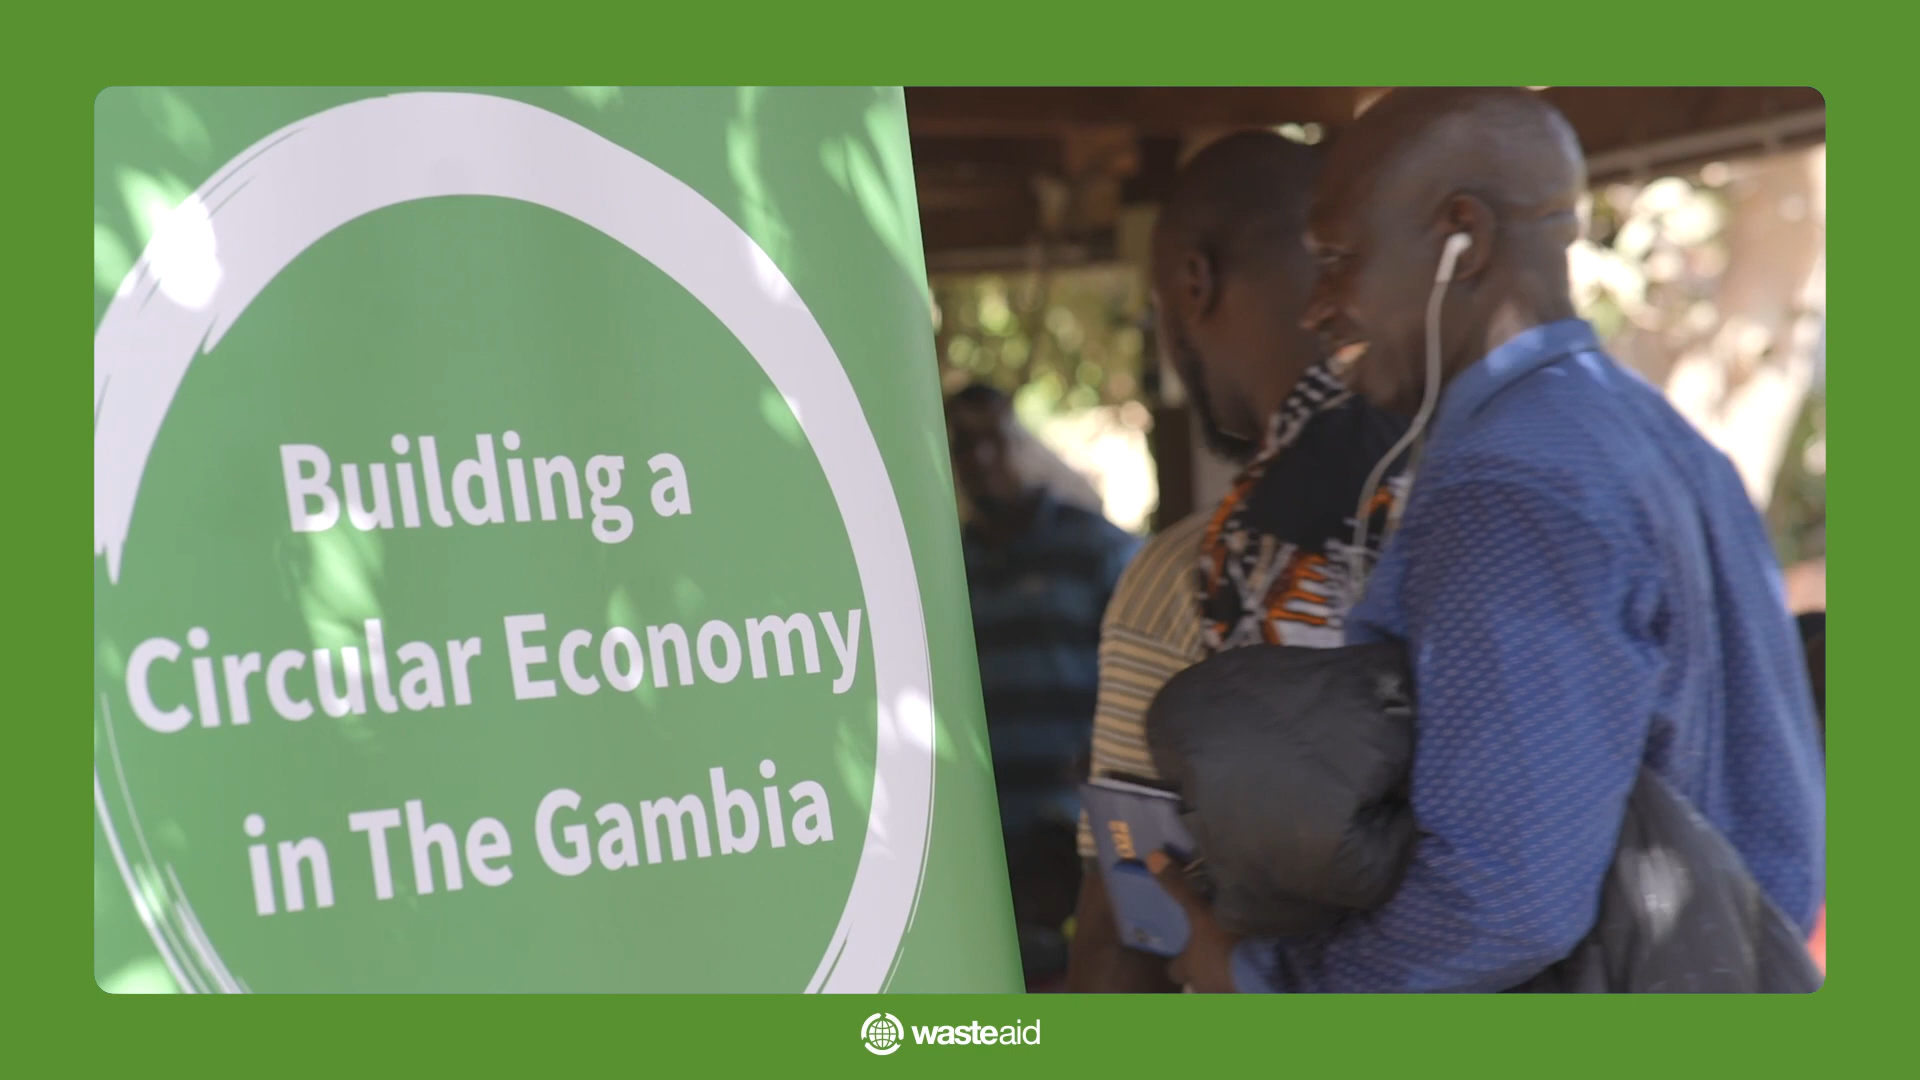 Building a
Circular Economy
in The Gambia
wasteaid